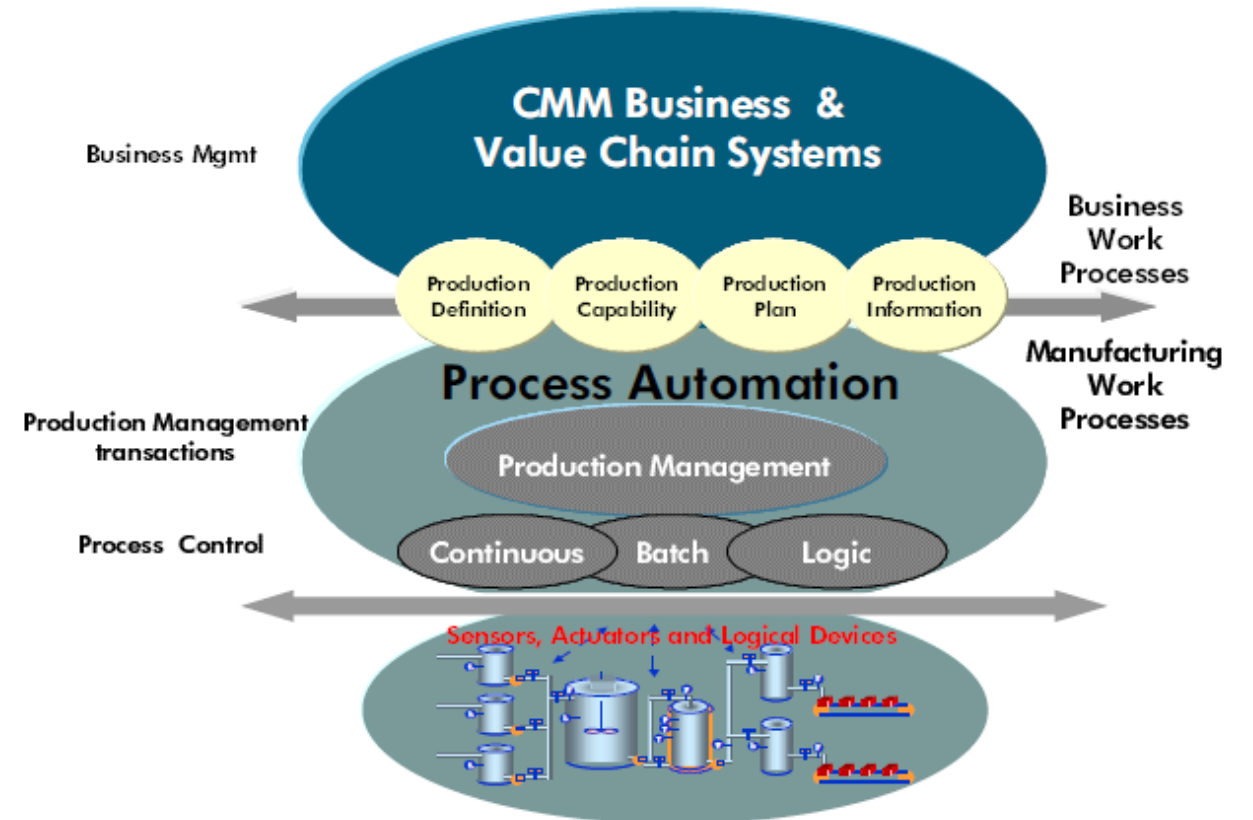 CMM Business &
Value Chain Systems
Business Mgmt
Business
Work
Processes
Production
Definition
Production
Capability
Production
Plan
Production
Information
Manufacturing
Work
Processes
Process Automation
Production Management
transactions
Production Management
Process Control
Continuous
Batch
Logic
Sensors, Actuators and Logical Devices